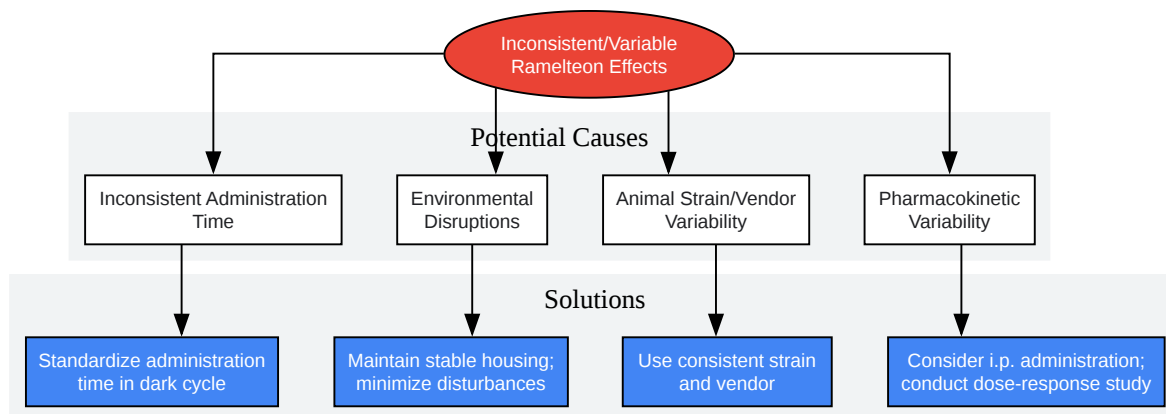 Inconsistent/Variable
Ramelteon Effects
Potential Causes
Inconsistent Administration
Time
Environmental
Disruptions
Animal Strain/Vendor
Variability
Pharmacokinetic
Variability
Solutions
Standardize administration
time in dark cycle
Maintain stable housing;
minimize disturbances
Use consistent strain
and vendor
Consider i.p. administration;
conduct dose-response study